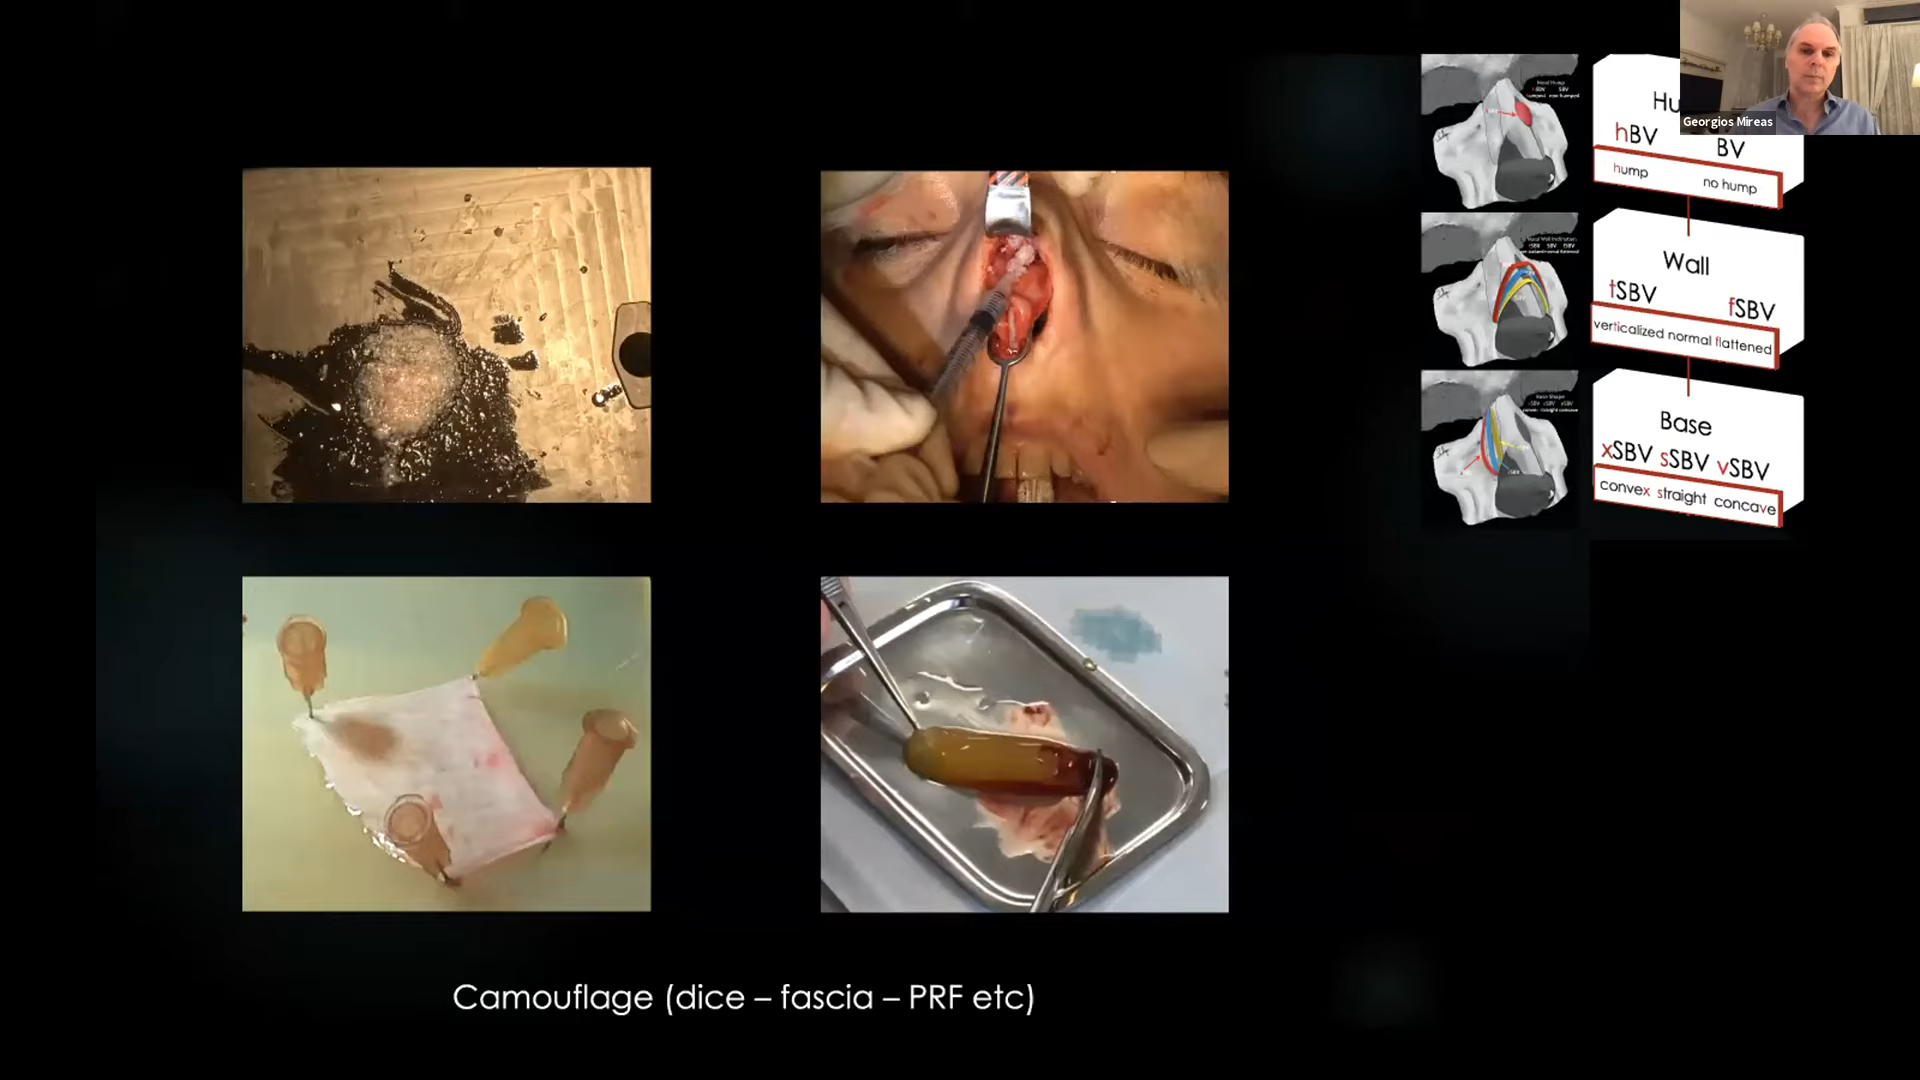 Georgios Mireas
Hu
hBV
BV
hump
no hump
Wall
tSBV
fSBV
verticalized normal flattened
Base
xSBV sSBV vSBV
convex straight concave
Camouflage (dice – fascia – PRF etc)